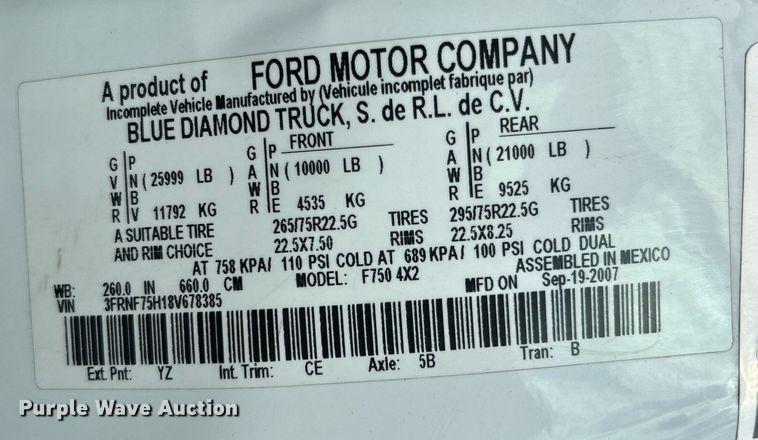 A product of FORD MOTOR COMPANY
Incomplete Vehicle Manufactured by (Vehicule incomplet fabrique par)
BLUE DIAMOND TRUCK, S. de R.L. de C.V.
FRONT REAR
G P G P G P
V N ( 25999 LB ) A N ( 10000 LB ) A N ( 21000 LB )
W B W B W B
R V 11792 KG R E 4535 KG R E 9525 KG
A SUITABLE TIRE 265/75R22.5G TIRES 295/75R22.5G
AND RIM CHOICE 22.5X7.50 RIMS 22.5X8.25
AT 758 KPA/ 110 PSI COLD AT 689 KPA/ 100 PSI COLD DUAL
WB: 260.0 IN 660.0 CM MODEL: F750 4X2 ASSEMBLED IN MEXICO
VIN 3FRNF75H18V678385 MFD ON Sep-19-2007
Ext. Pnt: YZ Int. Trim: CE Axle: 5B Tran: B
Purple Wave Auction